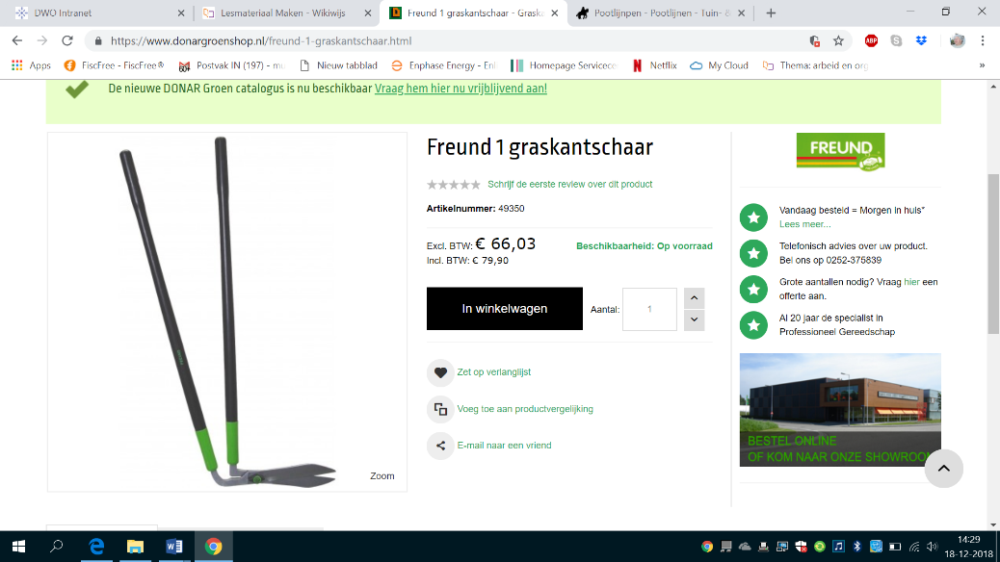 DWO Intranet
Lesmateriaal Maken - Wikiwijs
Freund 1 graskantschaar - Graska
Pootlijnpen - Pootlijnen - Tuin- &
https://www.donargroenshop.nl/freund-1-graskantschaar.html
ABP
Apps
FiscFree - FiscFree®
Postvak IN (197) - mu
Nieuw tabblad
Enphase Energy - Enl
Homepage Servicece
Netflix
My Cloud
Thema: arbeid en org
»
De nieuwe DONAR Groen catalogus is nu beschikbaar Vraag hem hier nu vrijblijvend aan!
Zoom
Freund 1 graskantschaar
Schrijf de eerste review over dit product
Artikelnummer: 49350
Excl. BTW: € 66,03
Beschikbaarheid: Op voorraad
Incl. BTW: € 79,90
In winkelwagen
Aantal:
1
Zet op verlanglijst
Voeg toe aan productvergelijking
E-mail naar een vriend
FREUND
Vandaag besteld = Morgen in huis*
Lees meer...
Telefonisch advies over uw product.
Bel ons op 0252-375839
Grote aantallen nodig? Vraag hier een
offerte aan.
Al 20 jaar de specialist in
Professioneel Gereedschap
BESTEL ONLINE
OF KOM NAAR ONZE SHOWROOM
14:29
18-12-2018